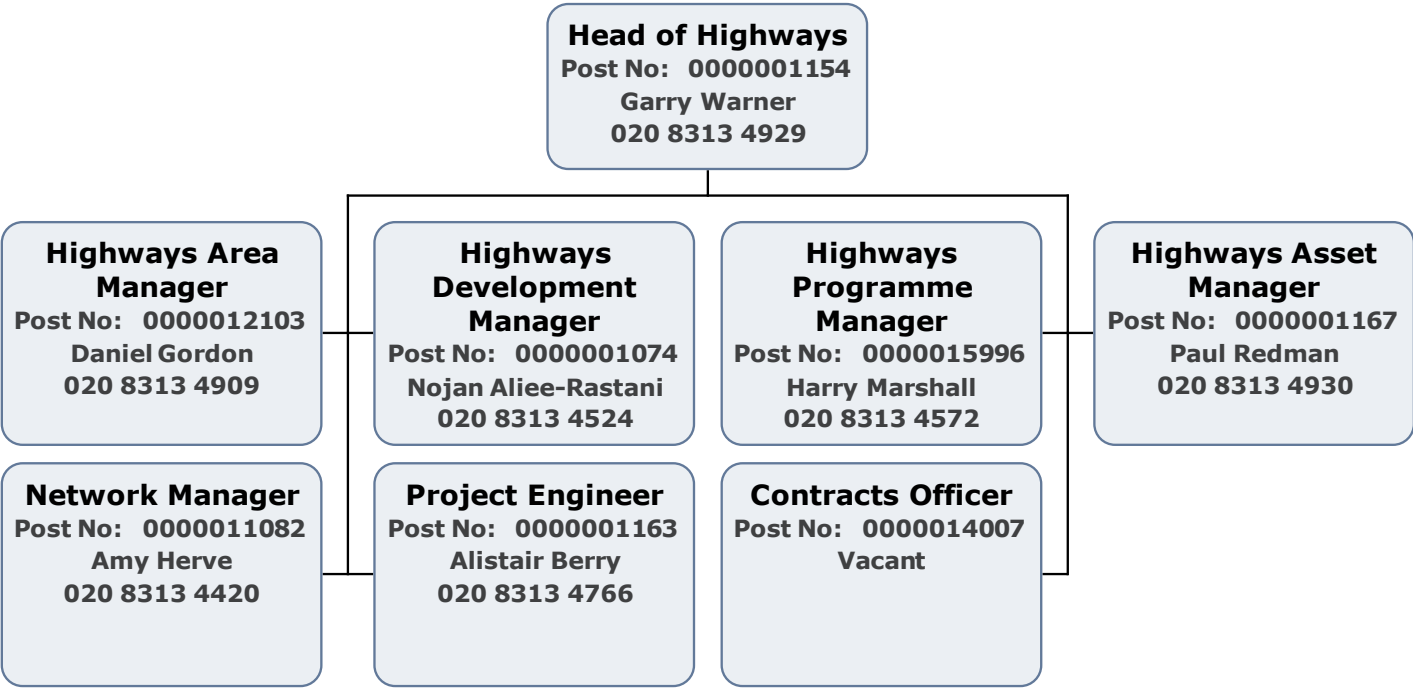 Head of Highways
Post No: 0000001154
Garry Warner
020 8313 4929
Highways Area
Manager
Post No: 0000012103
Daniel Gordon
020 8313 4909
Highways
Development
Manager
Post No: 0000001074
Nojan Aliee-Rastani
020 8313 4524
Highways
Programme
Manager
Post No: 0000015996
Harry Marshall
020 8313 4572
Highways Asset
Manager
Post No: 0000001167
Paul Redman
020 8313 4930
Network Manager
Post No: 0000011082
Amy Herve
020 8313 4420
Project Engineer
Post No: 0000001163
Alistair Berry
020 8313 4766
Contracts Officer
Post No: 0000014007
Vacant